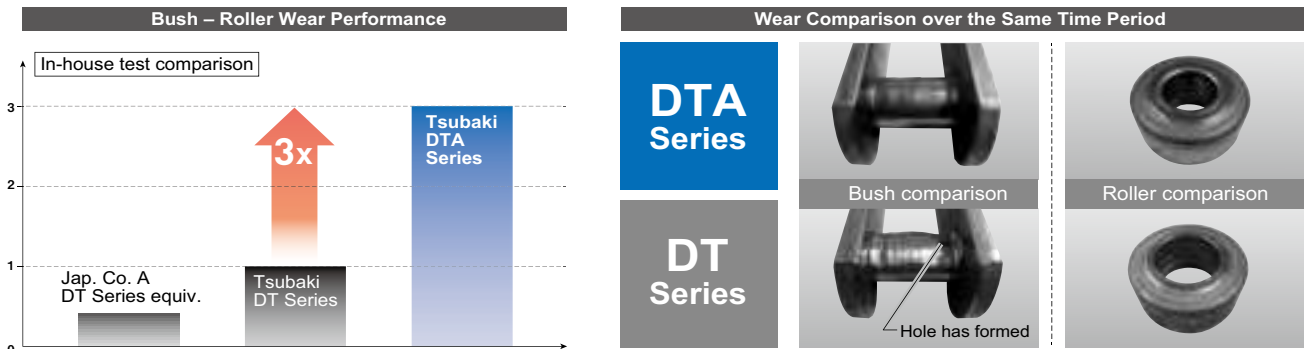 Bush – Roller Wear Performance
In-house test comparison
3
2
1
0
Jap. Co. A
DT Series equiv.
3x
Tsubaki
DT Series
Tsubaki
DTA
Series
Wear Comparison over the Same Time Period
DTA
Series
DT
Series
Bush comparison
Roller comparison
Hole has formed